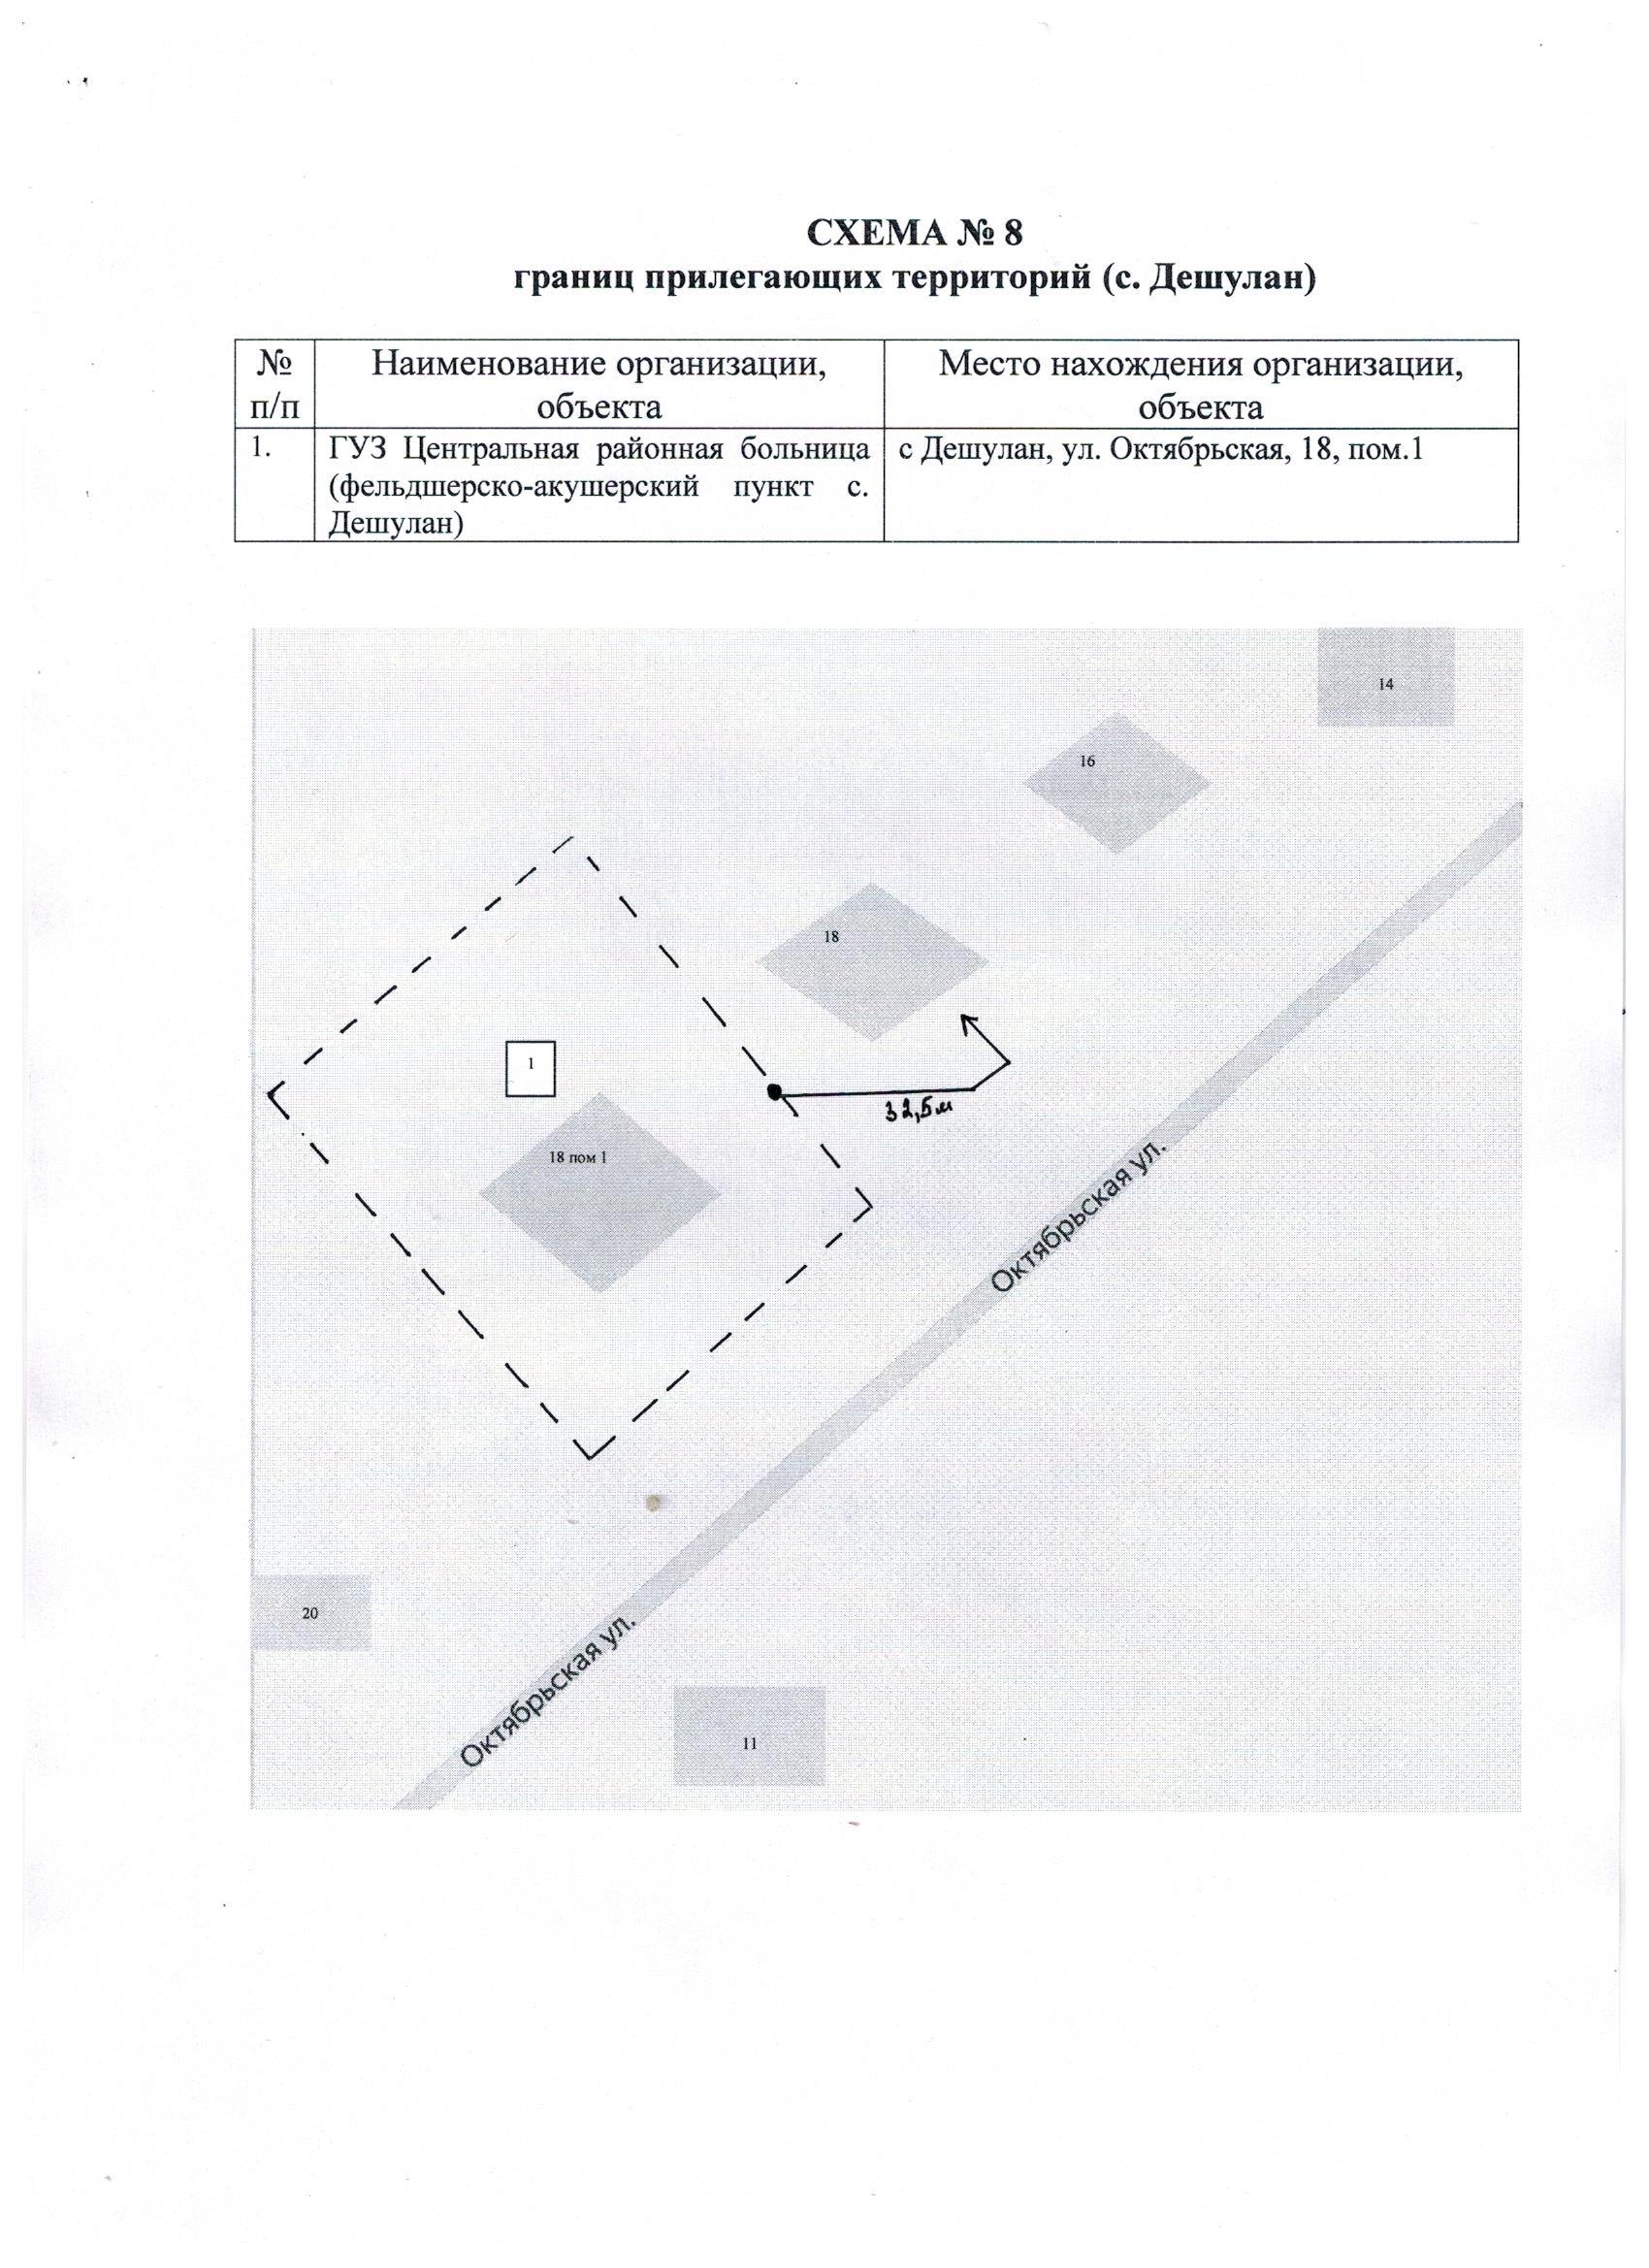 СХЕМА № 8
границ прилегающих территорий (с. Дешулан)
№ п/п
Наименование организации, объекта
Место нахождения организации, объекта
1.
ГУЗ Центральная районная больница
(фельдшерско-акушерский пункт с.
Дешулан)
с Дешулан, ул. Октябрьская, 18, пом.1
14
16
18
1
32,5м
18 пом 1
Октябрьская ул.
20
Октябрьская ул.
11